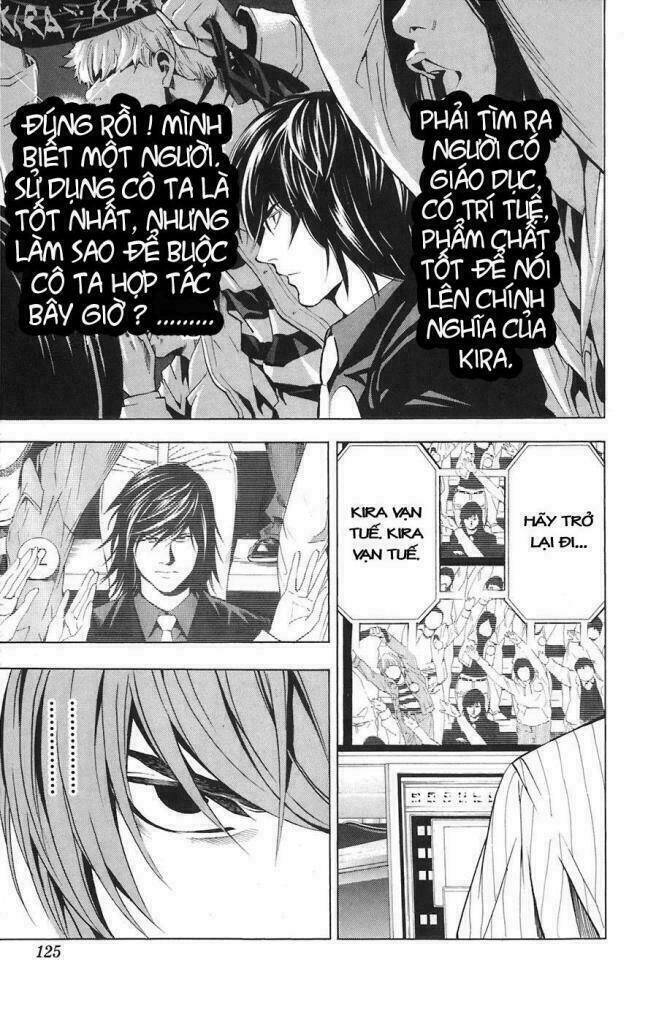 KIRA KIR
PHẢI TÌM RA
NGƯỜI CÓ
GIÁO DỤC,
CÓ TRÍ TUỆ,
PHẨM CHẤT
TỐT ĐỂ NÓI
LÊN CHÍNH
NGHĨA CỦA
KIRA.
ĐÚNG RỒI ! MÌNH
BIẾT MỘT NGƯỜI.
SỬ DỤNG CÔ TA LÀ
TỐT NHẤT, NHƯNG
LÀM SAO ĐỂ BUỘC
CÔ TA HỢP TÁC
BÂY GIỜ ? .........
HÃY TRỞ
LẠI ĐI...
KIRA VẠN
TUẾ. KIRA
VẠN TUẾ.
125